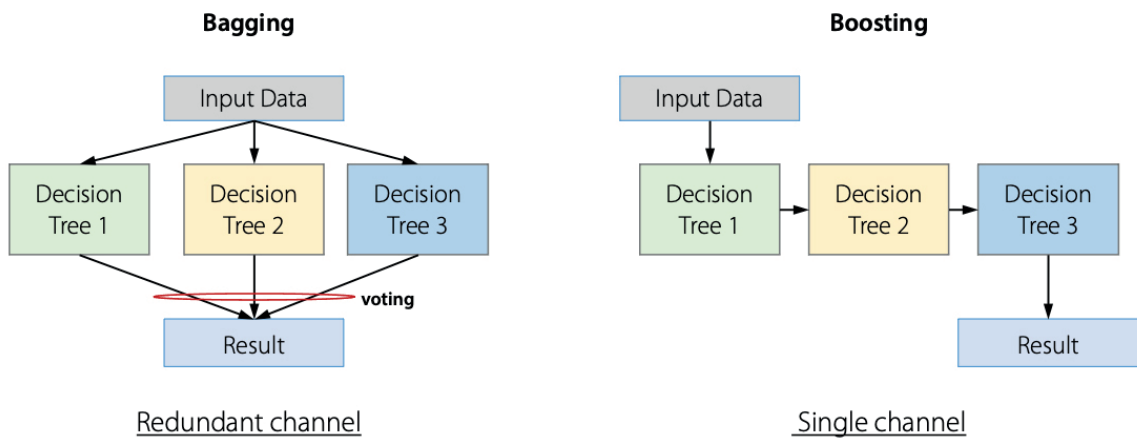 Bagging
Input Data
Decision
Tree 1
Decision
Tree 2
Decision
Tree 3
voting
Result
Redundant channel
Boosting
Input Data
Decision
Tree 1
Decision
Tree 2
Decision
Tree 3
Result
Single channel